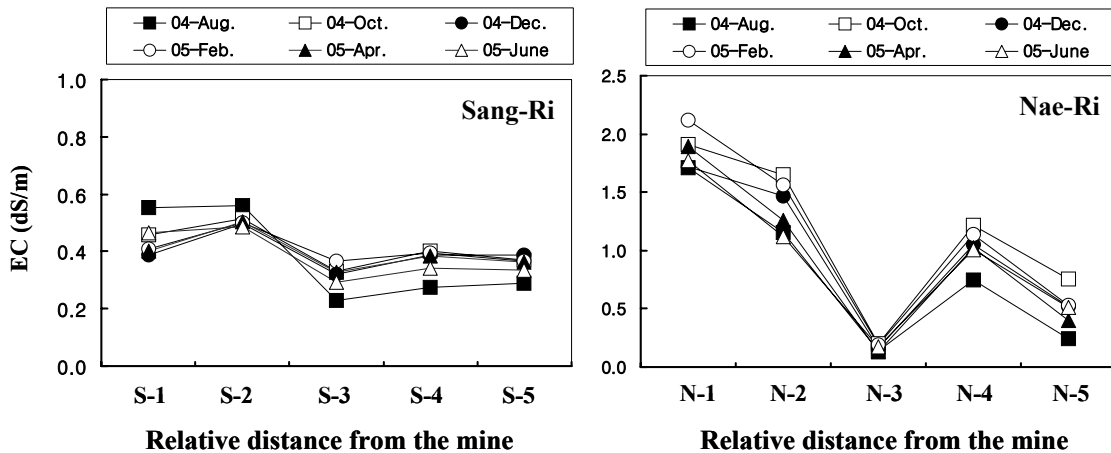 04-Aug. 04-Oct. 04-Dec.
05-Feb. 05-Apr. 05-June
Sang-Ri
EC (dS/m)
1.0
0.8
0.6
0.4
0.2
0.0
S-1 S-2 S-3 S-4 S-5
Relative distance from the mine
04-Aug. 04-Oct. 04-Dec.
05-Feb. 05-Apr. 05-June
Nae-Ri
2.5
2.0
1.5
1.0
0.5
0.0
N-1 N-2 N-3 N-4 N-5
Relative distance from the mine